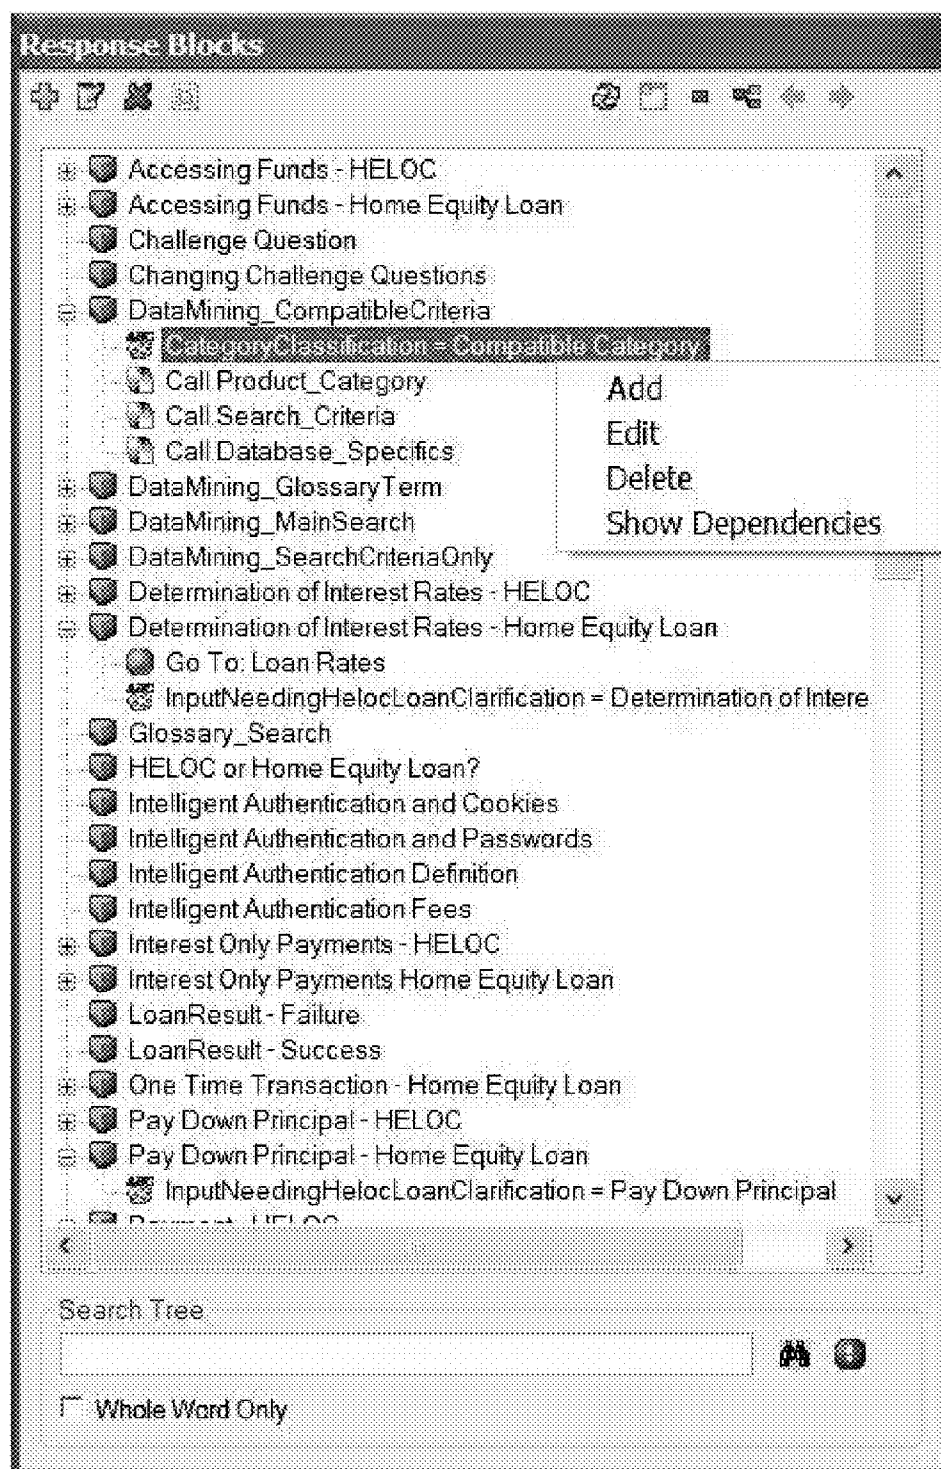 Response Blocks
Accessing Funds - HELOC
Accessing Funds - Home Equity Loan
Challenge Question
Changing Challenge Questions
DataMining_CompatibleCriteria
CategoryClassification = Compatible Category
Call Product_Category
Call Search_Criteria
Call Database_Specifics
Add
Edit
Delete
Show Dependencies
DataMining_GlossaryTerm
DataMining_MainSearch
DataMining_SearchCriteriaOnly
Determination of Interest Rates - HELOC
Determination of Interest Rates - Home Equity Loan
Go To: Loan Rates
InputNeedingHelocLoanClarification = Determination of Intere
Glossary_Search
HELOC or Home Equity Loan?
Intelligent Authentication and Cookies
Intelligent Authentication and Passwords
Intelligent Authentication Definition
Intelligent Authentication Fees
Interest Only Payments - HELOC
Interest Only Payments Home Equity Loan
LoanResult - Failure
LoanResult - Success
One Time Transaction - Home Equity Loan
Pay Down Principal - HELOC
Pay Down Principal - Home Equity Loan
InputNeedingHelocLoanClarification = Pay Down Principal
Payment - HELOC
Search Tree
Whole Word Only